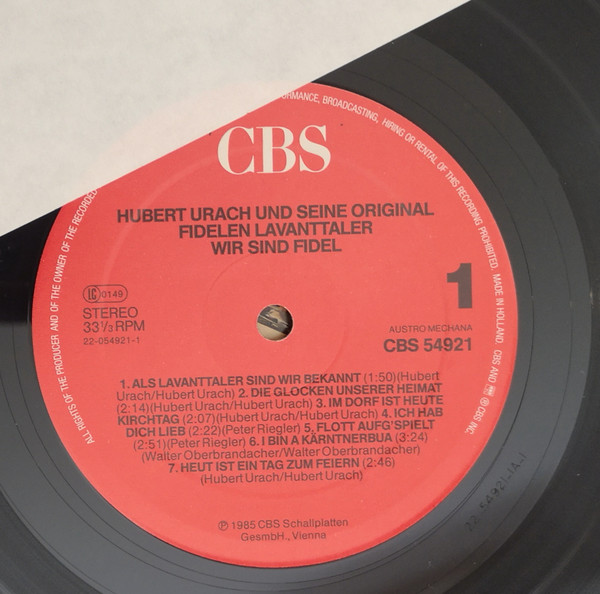 CBS
HUBERT URACH UND SEINE ORIGINAL
FIDELEN LAVANTTALER
WIR SIND FIDEL
1
LC 0149
STEREO
33 1/3 RPM
22-054921-1
AUSTRO MECHANA
CBS 54921
1. ALS LAVANTTALER SIND WIR BEKANNT (1:50)(Hubert
Urach/Hubert Urach) 2. DIE GLOCKEN UNSERER HEIMAT
(2:14)(Hubert Urach/Hubert Urach) 3. IM DORF IST HEUTE
KIRCHTAG (2:07)(Hubert Urach/Hubert Urach) 4. ICH HAB
DICH LIEB (2:22)(Peter Riegler) 5. FLOTT AUFG'SPIELT
(2:51)(Peter Riegler) 6. I BIN A KÄRNTNERBUA (3:24)
(Walter Oberbrandacher/Walter Oberbrandacher)
7. HEUT IST EIN TAG ZUM FEIERN (2:46)
(Hubert Urach/Hubert Urach)
℗ 1985 CBS Schallplatten
GesmbH., Vienna
ALL RIGHTS OF THE PRODUCER AND OF THE OWNER OF THE RECORDED
BROADCASTING, HIRING OR RENTAL OF THIS RECORDING PROHIBITED. MADE IN HOLLAND. CBS AND ® CBS INC.